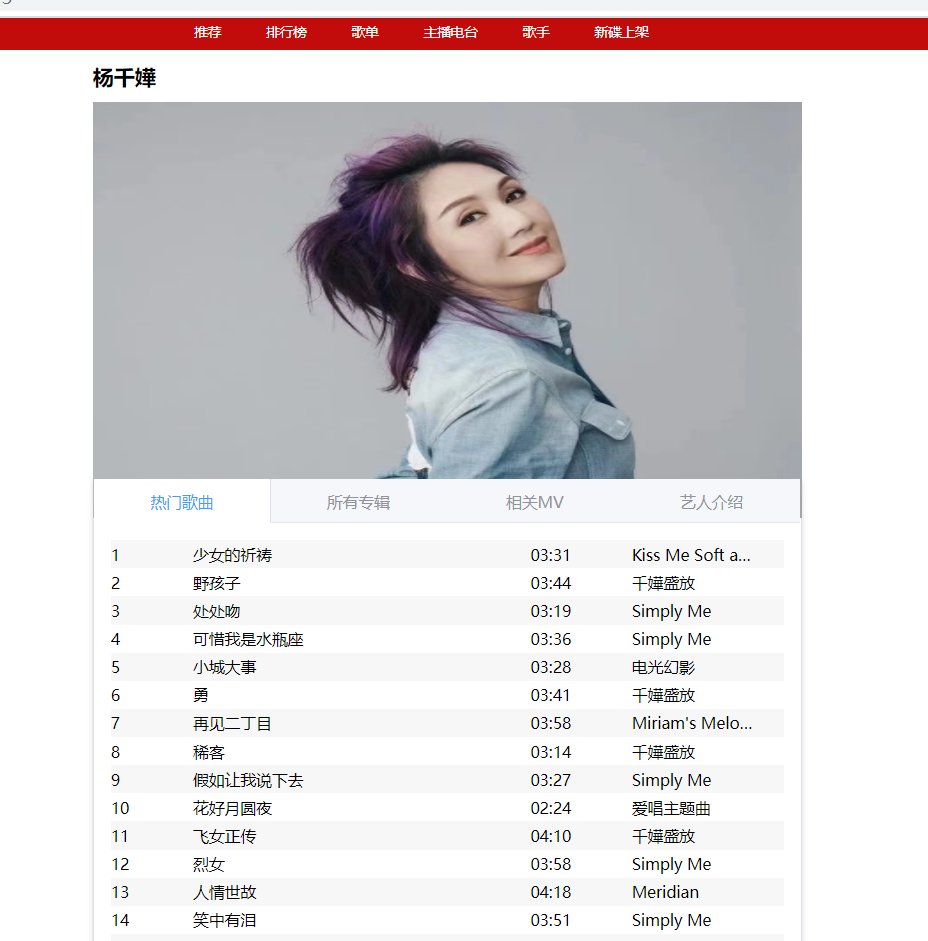 推荐 排行榜 歌单 主播电台 歌手 新碟上架
杨千嬅
热门歌曲 所有专辑 相关MV 艺人介绍
1 少女的祈祷 03:31 Kiss Me Soft a...
2 野孩子 03:44 千嬅盛放
3 处处吻 03:19 Simply Me
4 可惜我是水瓶座 03:36 Simply Me
5 小城大事 03:28 电光幻影
6 勇 03:41 千嬅盛放
7 再见二丁目 03:58 Miriam's Melo...
8 稀客 03:14 千嬅盛放
9 假如让我说下去 03:27 Simply Me
10 花好月圆夜 02:24 爱唱主题曲
11 飞女正传 04:10 千嬅盛放
12 烈女 03:58 Simply Me
13 人情世故 04:18 Meridian
14 笑中有泪 03:51 Simply Me